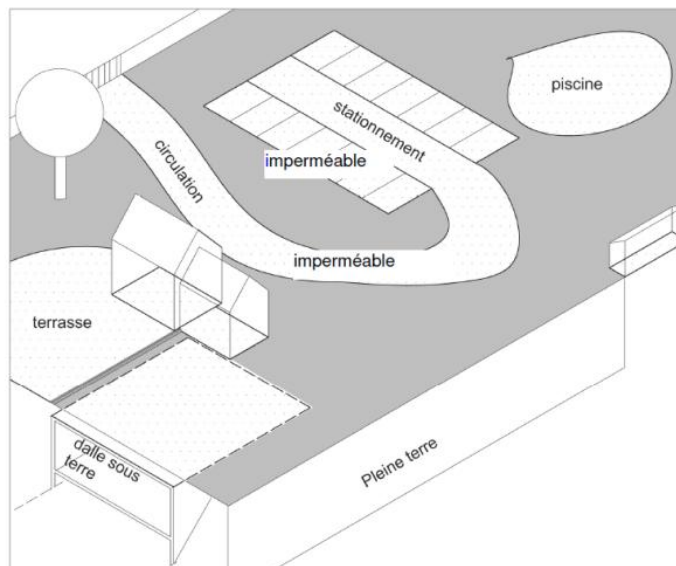 piscine
stationnement
imperméable
circulation
imperméable
terrasse
dalle sous
terre
Pleine terre